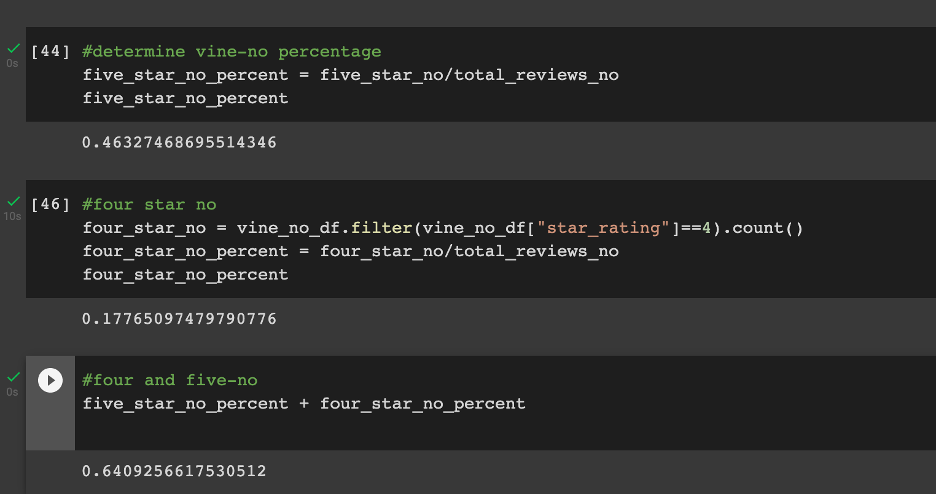 [44] #determine vine-no percentage
0s
five_star_no_percent = five_star_no/total_reviews_no
five_star_no_percent
0.46327468695514346
[46] #four star no
10s
four_star_no = vine_no_df.filter(vine_no_df["star_rating"]==4).count()
four_star_no_percent = four_star_no/total_reviews_no
four_star_no_percent
0.17765097479790776
#four and five-no
0s
five_star_no_percent + four_star_no_percent
0.6409256617530512